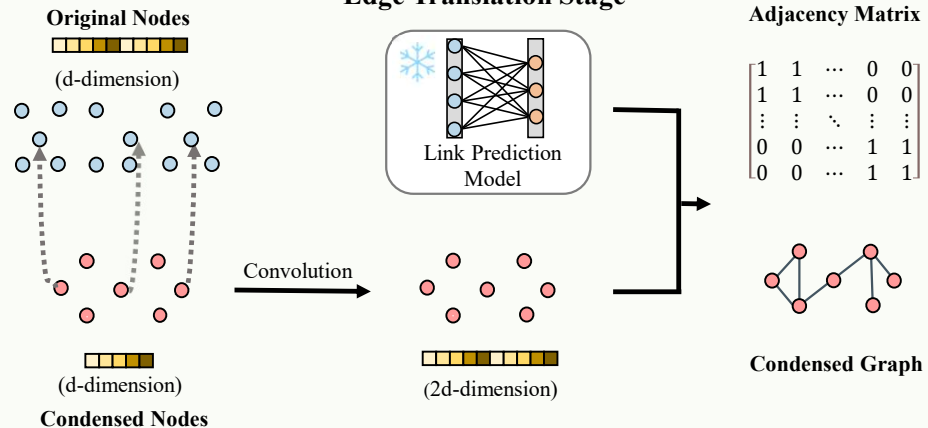 Edge Translation Stage
Original Nodes
(d-dimension)
Link Prediction
Model
Adjacency Matrix
1 1 ⋯ 0 0
1 1 ⋯ 0 0
⋮ ⋮ ⋱ ⋮ ⋮
0 0 ⋯ 1 1
0 0 ⋯ 1 1
Convolution
(d-dimension)
Condensed Nodes
(2d-dimension)
Condensed Graph